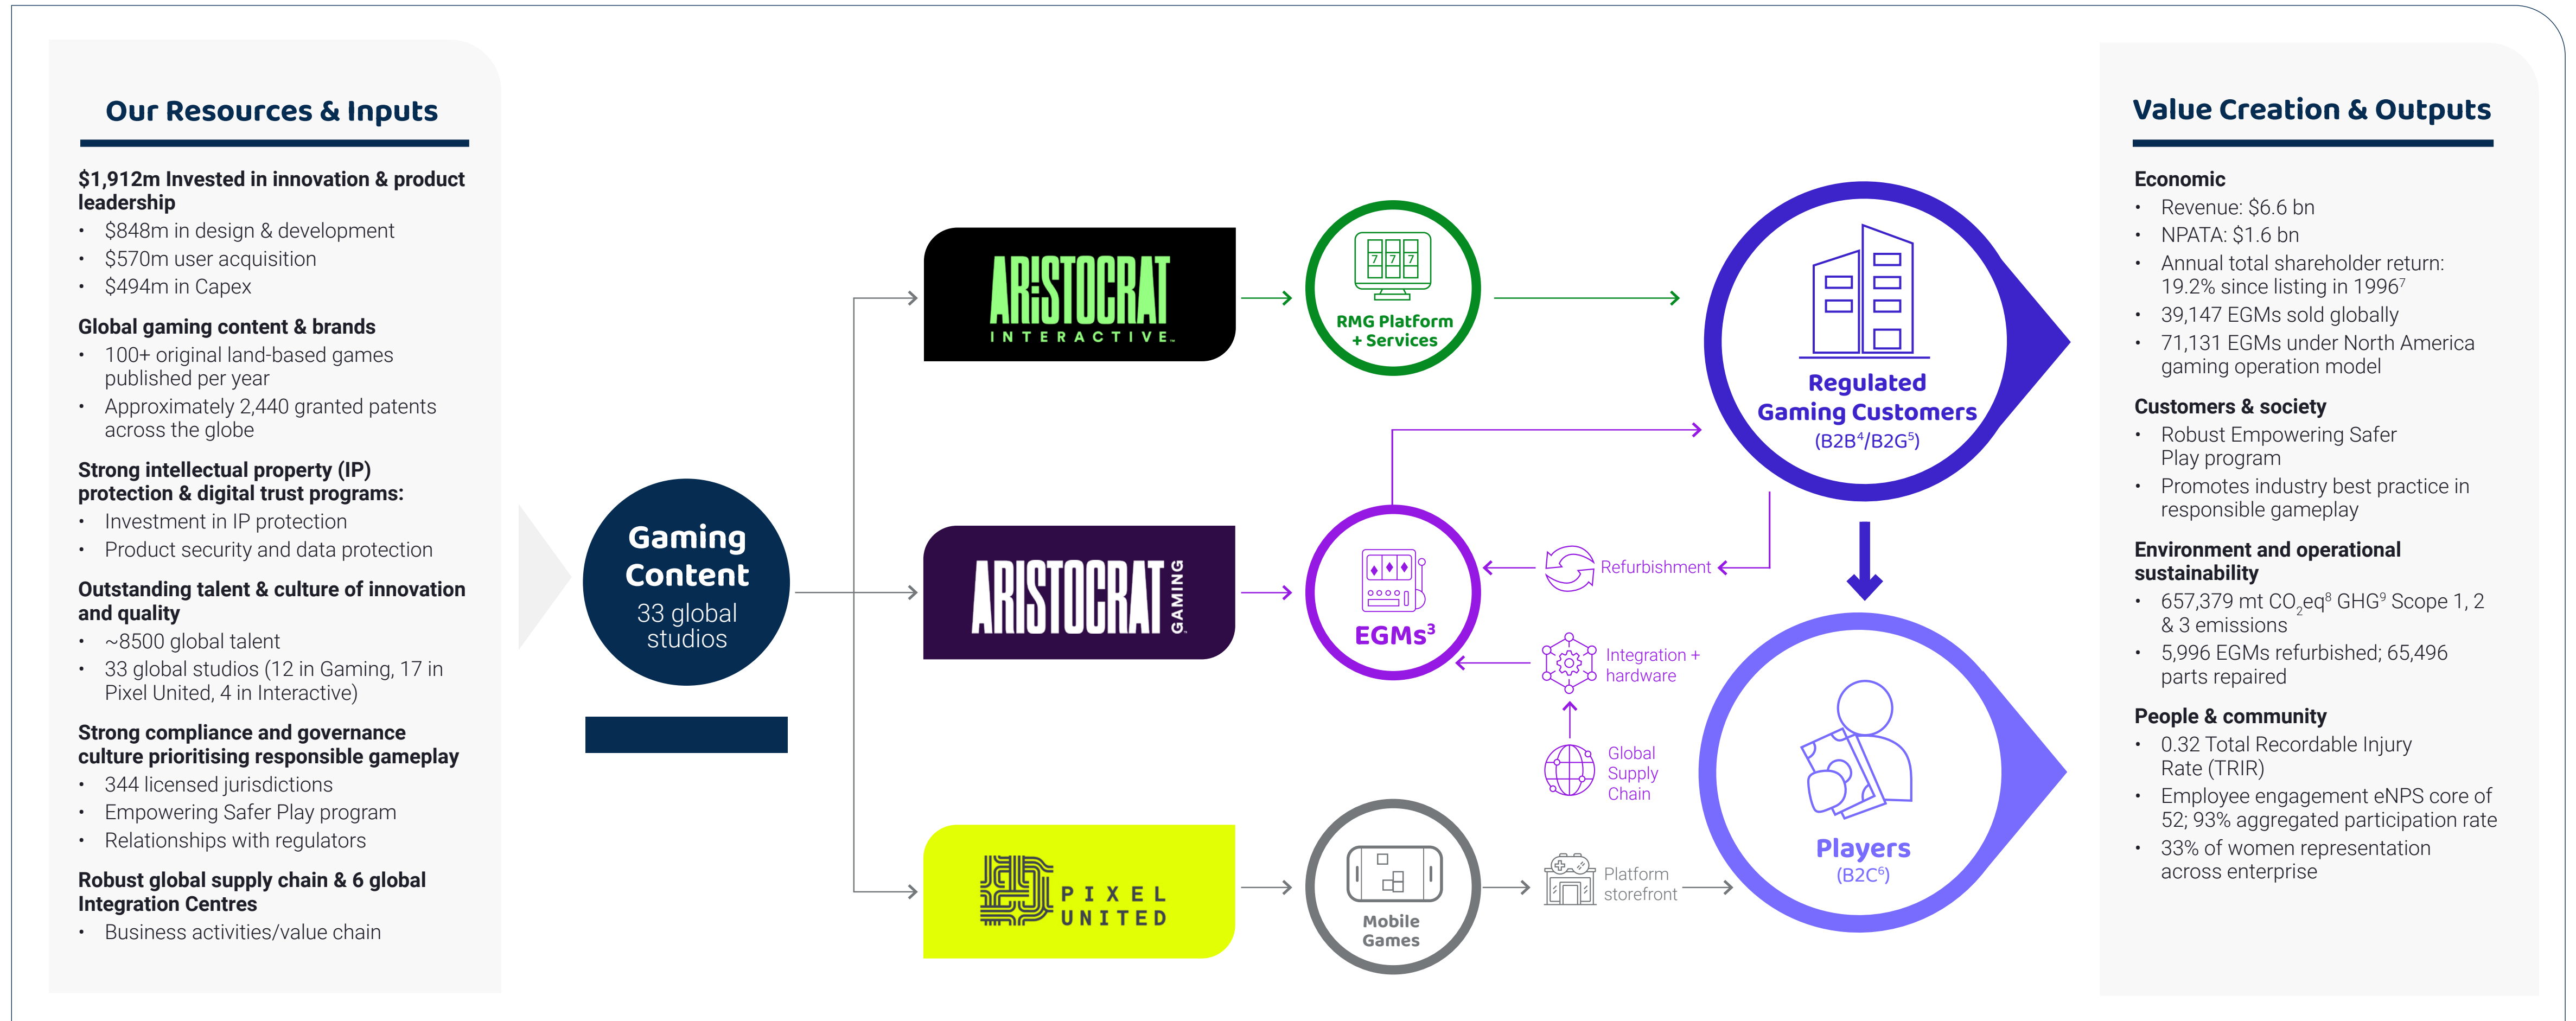 Our Resources & Inputs
$1,912m Invested in innovation & product
leadership
• $848m in design & development
• $570m user acquisition
• $494m in Capex
Global gaming content & brands
• 100+ original land-based games
published per year
• Approximately 2,440 granted patents
across the globe
Strong intellectual property (IP)
protection & digital trust programs:
• Investment in IP protection
• Product security and data protection
Outstanding talent & culture of innovation
and quality
• ~8500 global talent
• 33 global studios (12 in Gaming, 17 in
Pixel United, 4 in Interactive)
Strong compliance and governance
culture prioritising responsible gameplay
• 344 licensed jurisdictions
• Empowering Safer Play program
• Relationships with regulators
Robust global supply chain & 6 global
Integration Centres
• Business activities/value chain
Gaming
Content
33 global
studios
ARISTOCRAT
INTERACTIVE™
RMG Platform
+ Services
777
ARISTOCRAT GAMING™
EGMs³
PIXEL
UNITED
Mobile
Games
Refurbishment
Integration +
hardware
Global
Supply
Chain
Platform
storefront
Regulated
Gaming Customers
(B2B⁴/B2G⁵)
Players
(B2C⁶)
Value Creation & Outputs
Economic
• Revenue: $6.6 bn
• NPATA: $1.6 bn
• Annual total shareholder return:
19.2% since listing in 1996⁷
• 39,147 EGMs sold globally
• 71,131 EGMs under North America
gaming operation model
Customers & society
• Robust Empowering Safer
Play program
• Promotes industry best practice in
responsible gameplay
Environment and operational
sustainability
• 657,379 mt CO₂eq⁸ GHG⁹ Scope 1, 2
& 3 emissions
• 5,996 EGMs refurbished; 65,496
parts repaired
People & community
• 0.32 Total Recordable Injury
Rate (TRIR)
• Employee engagement eNPS core of
52; 93% aggregated participation rate
• 33% of women representation
across enterprise